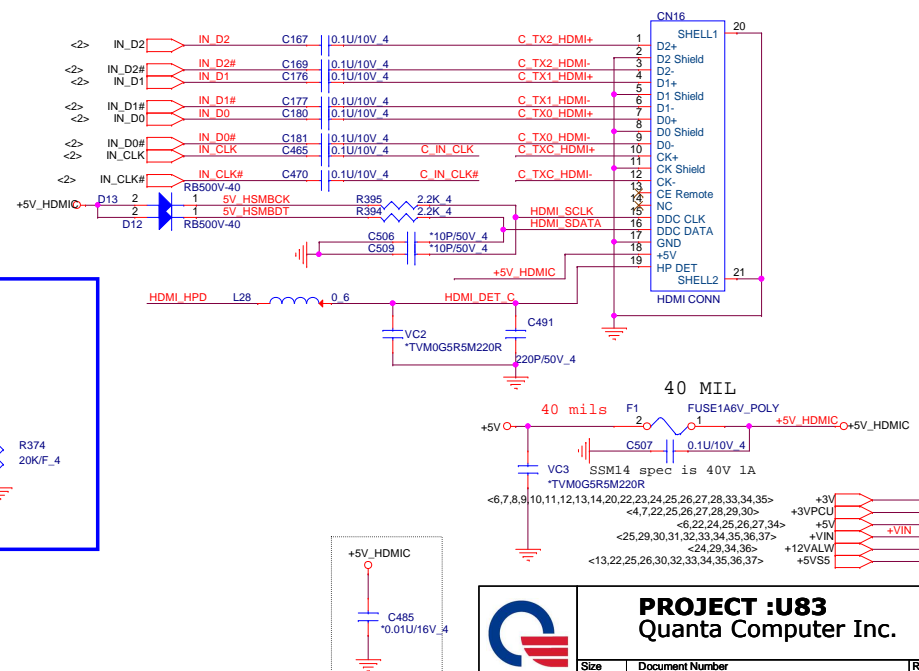 CN16
SHELL1 20
<2> IN_D2 IN_D2 C167 0.1U/10V_4 C_TX2_HDMI+ 1 D2+
2 D2 Shield
<2> IN_D2# IN_D2# C169 0.1U/10V_4 C_TX2_HDMI- 3 D2-
<2> IN_D1 IN_D1 C176 0.1U/10V_4 C_TX1_HDMI+ 4 D1+
5 D1 Shield
<2> IN_D1# IN_D1# C177 0.1U/10V_4 C_TX1_HDMI- 6 D1-
<2> IN_D0 IN_D0 C180 0.1U/10V_4 C_TX0_HDMI+ 7 D0+
8 D0 Shield
<2> IN_D0# IN_D0# C181 0.1U/10V_4 C_TX0_HDMI- 9 D0-
<2> IN_CLK IN_CLK C465 0.1U/10V_4 C_IN_CLK C_TXC_HDMI+ 10 CK+
11 CK Shield
<2> IN_CLK# IN_CLK# C470 0.1U/10V_4 C_IN_CLK# C_TXC_HDMI- 12 CK-
RB500V-40 13 CE Remote
+5V_HDMIC D13 2 1 5V_HSMBCK R395 2.2K_4 14 NC
2 1 5V_HSMBDT R394 2.2K_4 HDMI_SCLK 15 DDC CLK
D12 RB500V-40 HDMI_SDATA 16 DDC DATA
C506 *10P/50V_4 17 GND
C509 *10P/50V_4 18 +5V
+5V_HDMIC 19 HP DET
SHELL2 21
HDMI CONN
HDMI_HPD L28 0_6 HDMI_DET_C
C491
VC2
*TVM0G5R5M220R
220P/50V_4
40 MIL
40 mils F1 FUSE1A6V_POLY
+5V 2 1 +5V_HDMIC +5V_HDMIC
C507 0.1U/10V_4
R374
20K/F_4
VC3 SSM14 spec is 40V 1A
*TVM0G5R5M220R
<6,7,8,9,10,11,12,13,14,20,22,23,24,25,26,27,28,33,34,35> +3V
<4,7,22,25,26,27,28,29,30> +3VPCU
<6,22,24,25,26,27,34> +5V
<25,29,30,31,32,33,34,35,36,37> +VIN +VIN
<24,29,34,36> +12VALW
<13,22,25,26,30,32,33,34,35,36,37> +5VS5
+5V_HDMIC
C485
*0.01U/16V_4
PROJECT :U83
Quanta Computer Inc.
Size Document Number R